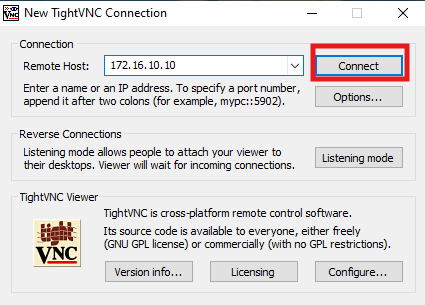 New TightVNC Connection
Connection
Remote Host:
172.16.10.10
Connect
Enter a name or an IP address. To specify a port number,
append it after two colons (for example, mypc::5902).
Options...
Reverse Connections
Listening mode allows people to attach your viewer to
their desktops. Viewer will wait for incoming connections.
Listening mode
TightVNC Viewer
tight
VNC
TightVNC is cross-platform remote control software.
Its source code is available to everyone, either freely
(GNU GPL license) or commercially (with no GPL restrictions).
Version info...
Licensing
Configure...